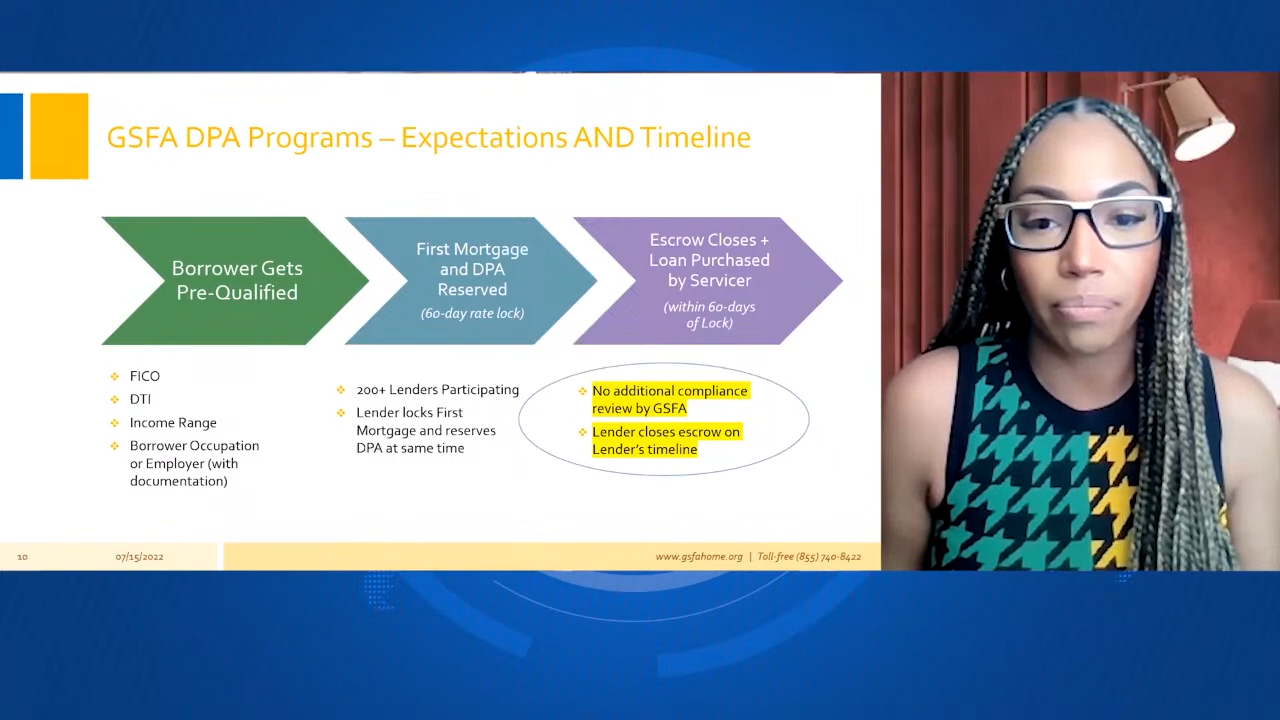 GSFA DPA Programs – Expectations AND Timeline
Borrower Gets
Pre-Qualified
First Mortgage
and DPA
Reserved
(60-day rate lock)
Escrow Closes +
Loan Purchased
by Servicer
(within 60-days
of Lock)
FICO
DTI
Income Range
Borrower Occupation
or Employer (with
documentation)
200+ Lenders Participating
Lender locks First
Mortgage and reserves
DPA at same time
No additional compliance
review by GSFA
Lender closes escrow on
Lender's timeline
10
07/15/2022
www.gsfahome.org | Toll-free (855) 740-8422